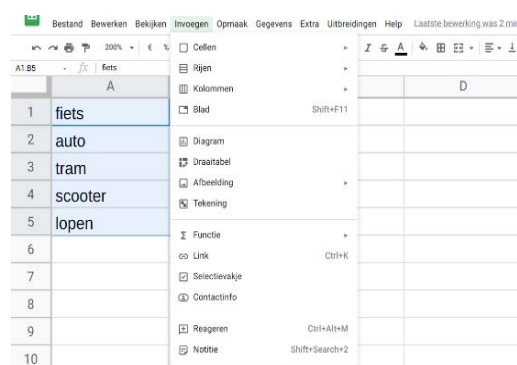 Bestand Bewerken Bekijken Invoegen Opmaak Gegevens Extra Uitbreidingen Help Laatste bewerking was 2 mi
200% € % I S A
A1:B5 fx fiets
A D
1 fiets
2 auto
3 tram
4 scooter
5 lopen
6
7
8
9
10
Cellen
Rijen
Kolommen
Blad Shift+F11
Diagram
Draaitabel
Afbeelding
Tekening
Σ Functie
Link Ctrl+K
Selectievakje
Contactinfo
Reageren Ctrl+Alt+M
Notitie Shift+Search+2